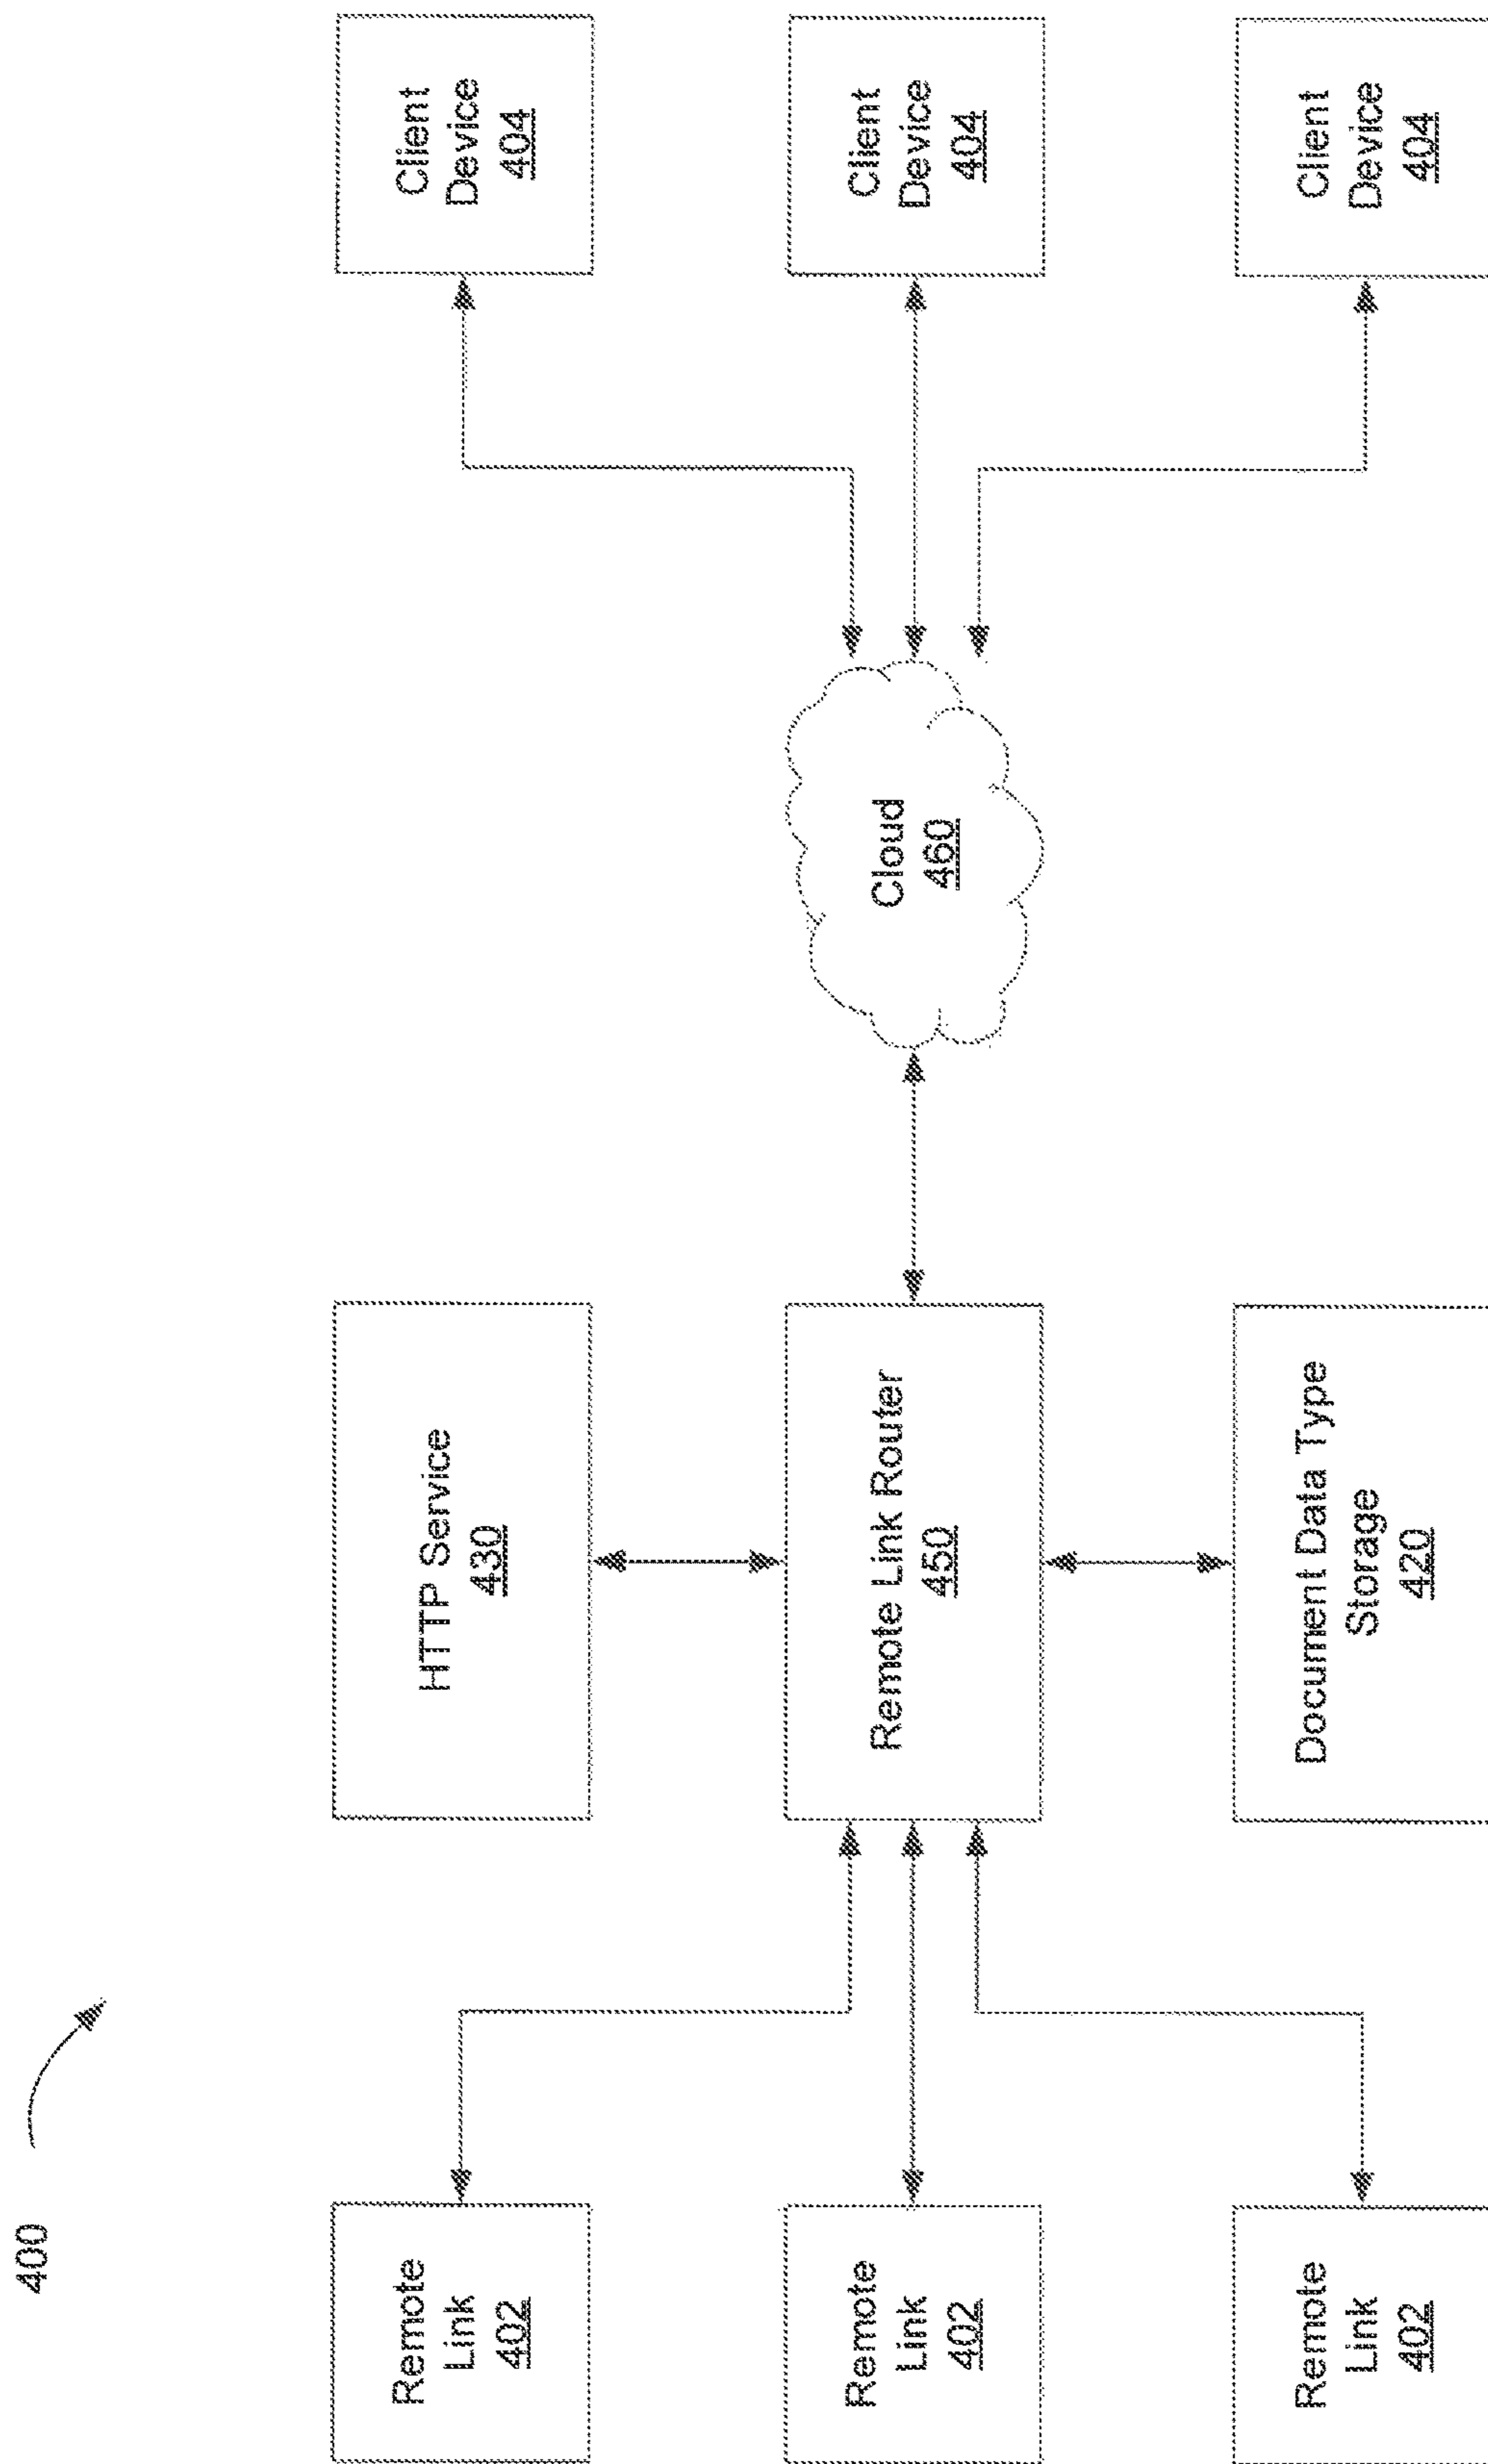 400
Remote
Link
402
HTTP Service
430
Client
Device
404
Remote
Link
402
Remote Link Router
450
Cloud
460
Client
Device
404
Remote
Link
402
Document Data Type
Storage
420
Client
Device
404